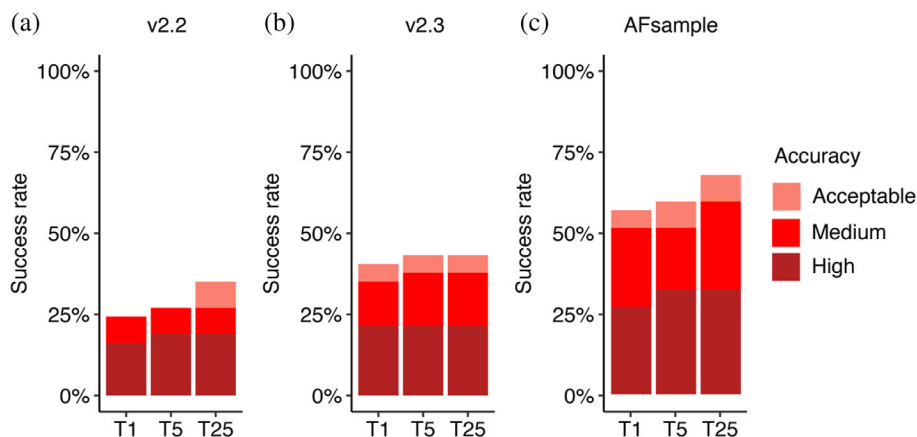 (a)
v2.2
100%
75%
50%
25%
0%
Success rate
T1 T5 T25
(b)
v2.3
100%
75%
50%
25%
0%
Success rate
T1 T5 T25
(c)
AFsample
100%
75%
50%
25%
0%
Success rate
T1 T5 T25
Accuracy
Acceptable
Medium
High